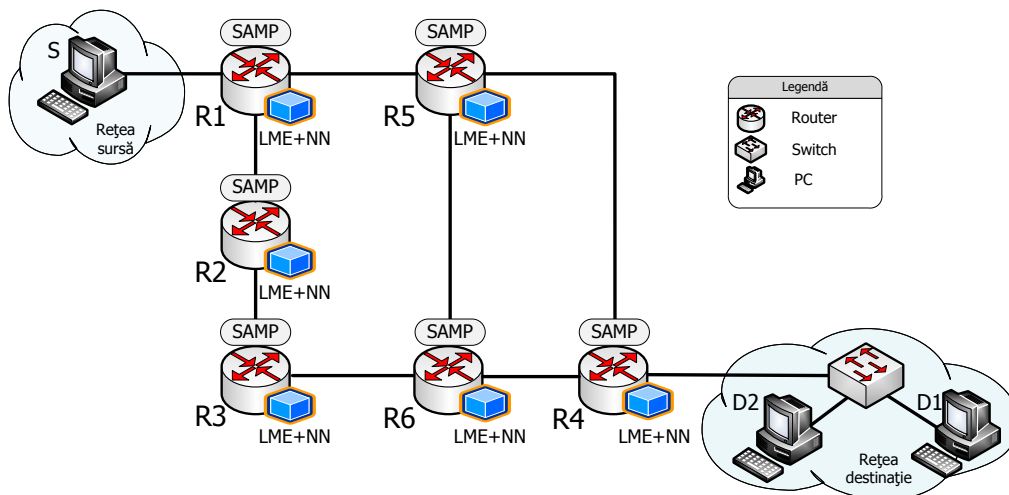 SAMP
SAMP
S
R1
R5
LME+NN
LME+NN
Rețea
sursă
Legendă
Router
Switch
PC
SAMP
R2
LME+NN
SAMP
SAMP
SAMP
R3
R6
R4
LME+NN
LME+NN
LME+NN
D2
D1
Rețea
destinație